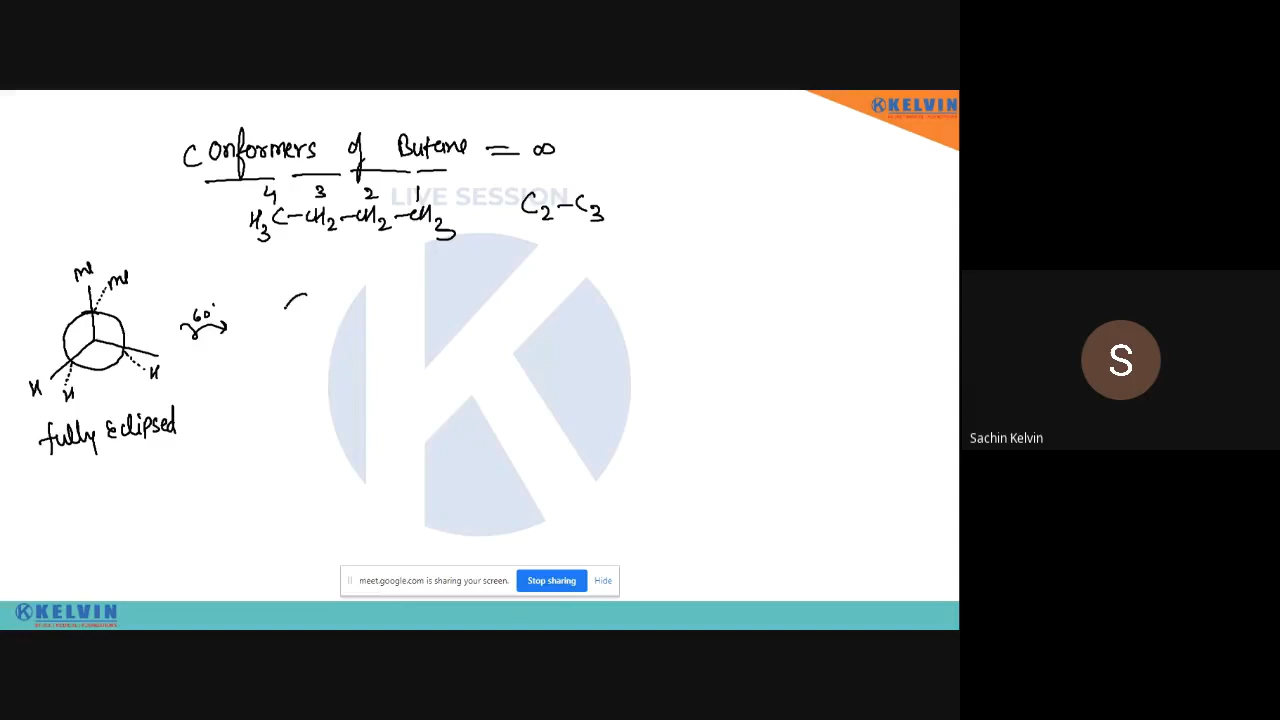 KELVIN
Conformers of Butane = ∞
LIVE SESSION
4 3 2 1
H3C-CH2-CH2-CH3
C2-C3
me
me
60°
H
H
H
fully Eclipsed
Sachin Kelvin
S
meet.google.com is sharing your screen. Stop sharing Hide
KELVIN